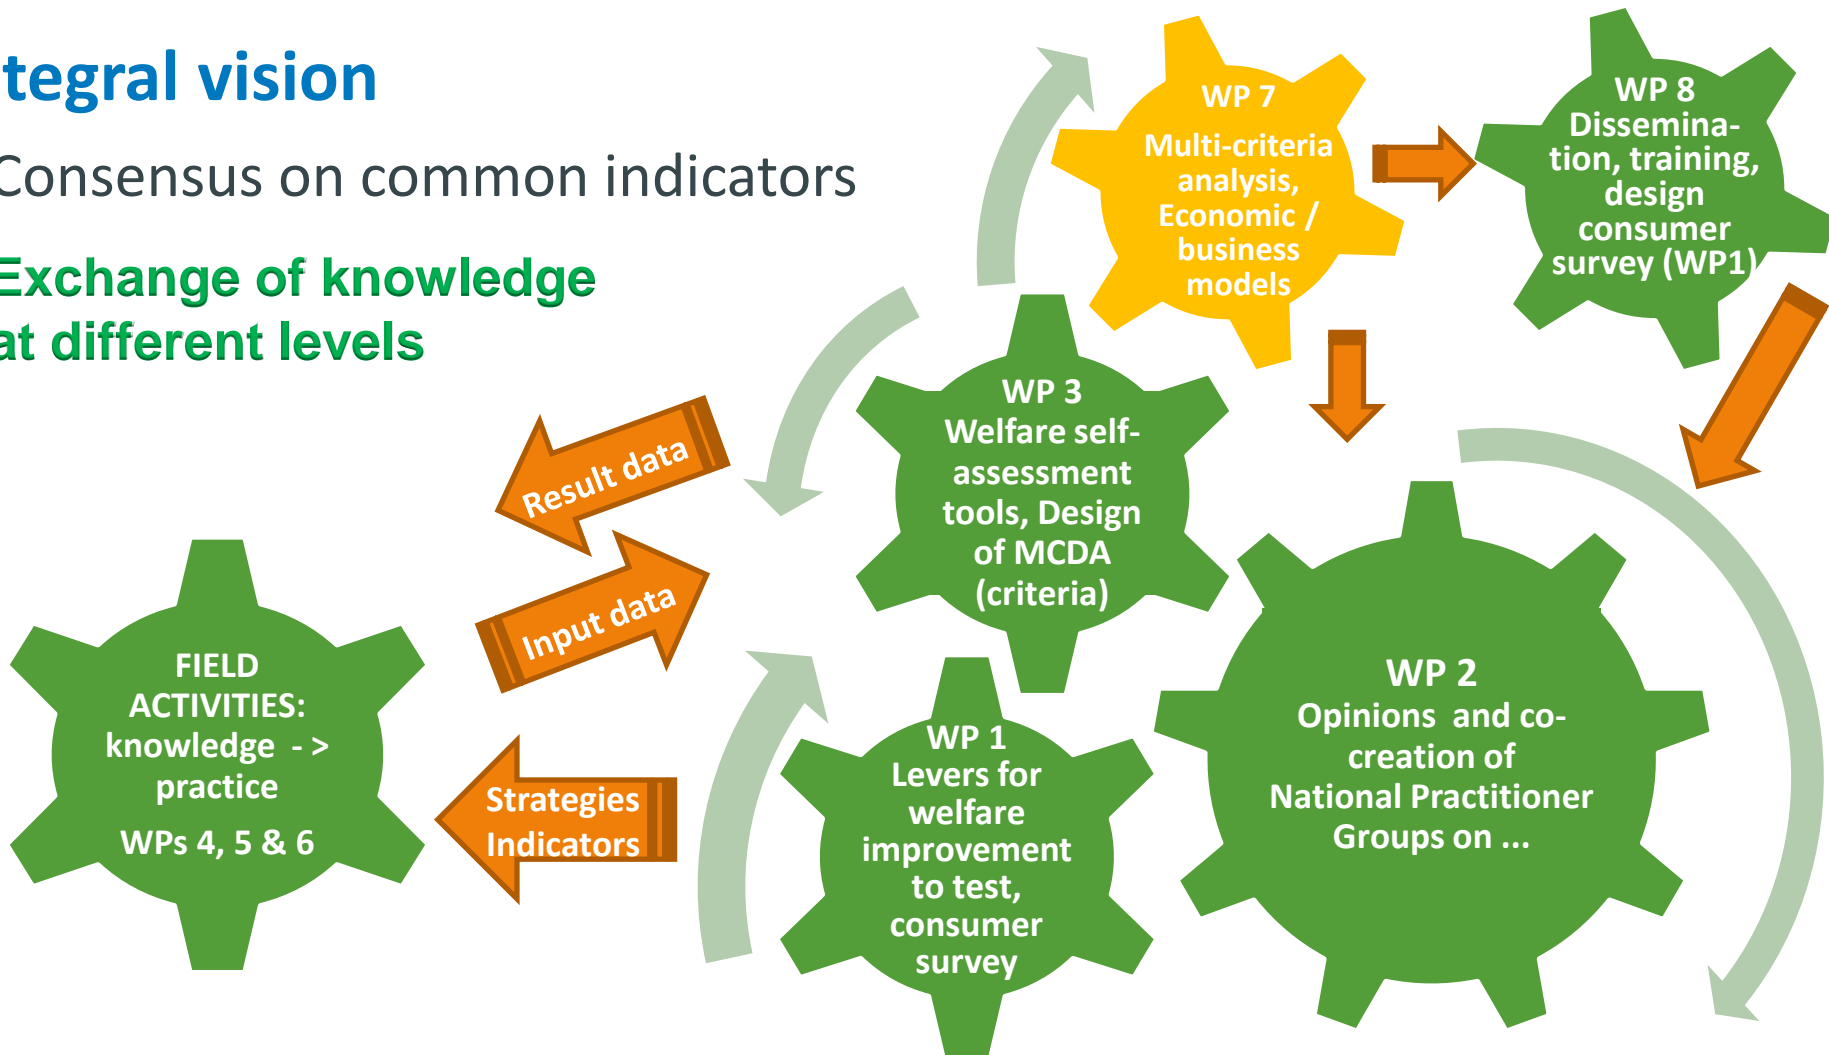 tegral vision
Consensus on common indicators
Exchange of knowledge
at different levels
WP 7
Multi-criteria
analysis,
Economic /
business
models
WP 8
Dissemina-
tion, training,
design
consumer
survey (WP1)
WP 3
Welfare self-
assessment
tools, Design
of MCDA
(criteria)
Result data
Input data
FIELD
ACTIVITIES:
knowledge - >
practice
WPs 4, 5 & 6
Strategies
Indicators
WP 1
Levers for
welfare
improvement
to test,
consumer
survey
WP 2
Opinions and co-
creation of
National Practitioner
Groups on ...